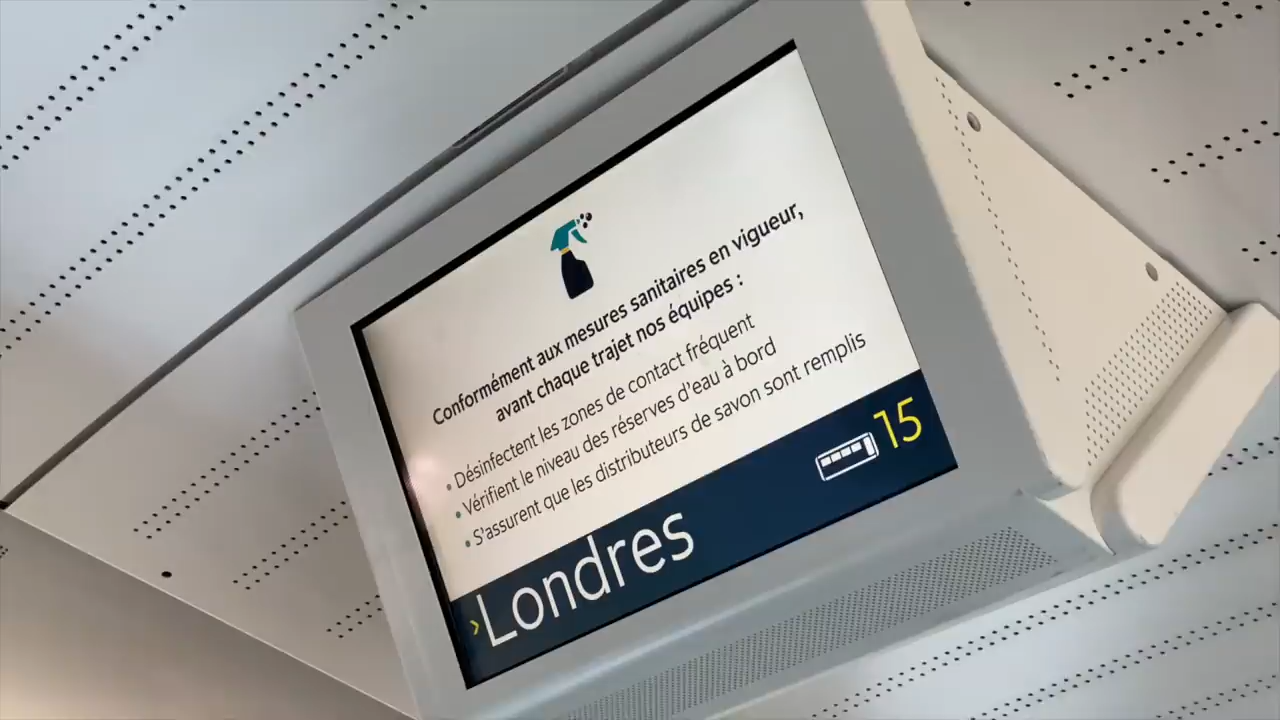 Conformément aux mesures sanitaires en vigueur,
avant chaque trajet nos équipes :
• Désinfectent les zones de contact fréquent
• Vérifient le niveau des réserves d'eau à bord
• S'assurent que les distributeurs de savon sont remplis
› Londres
15